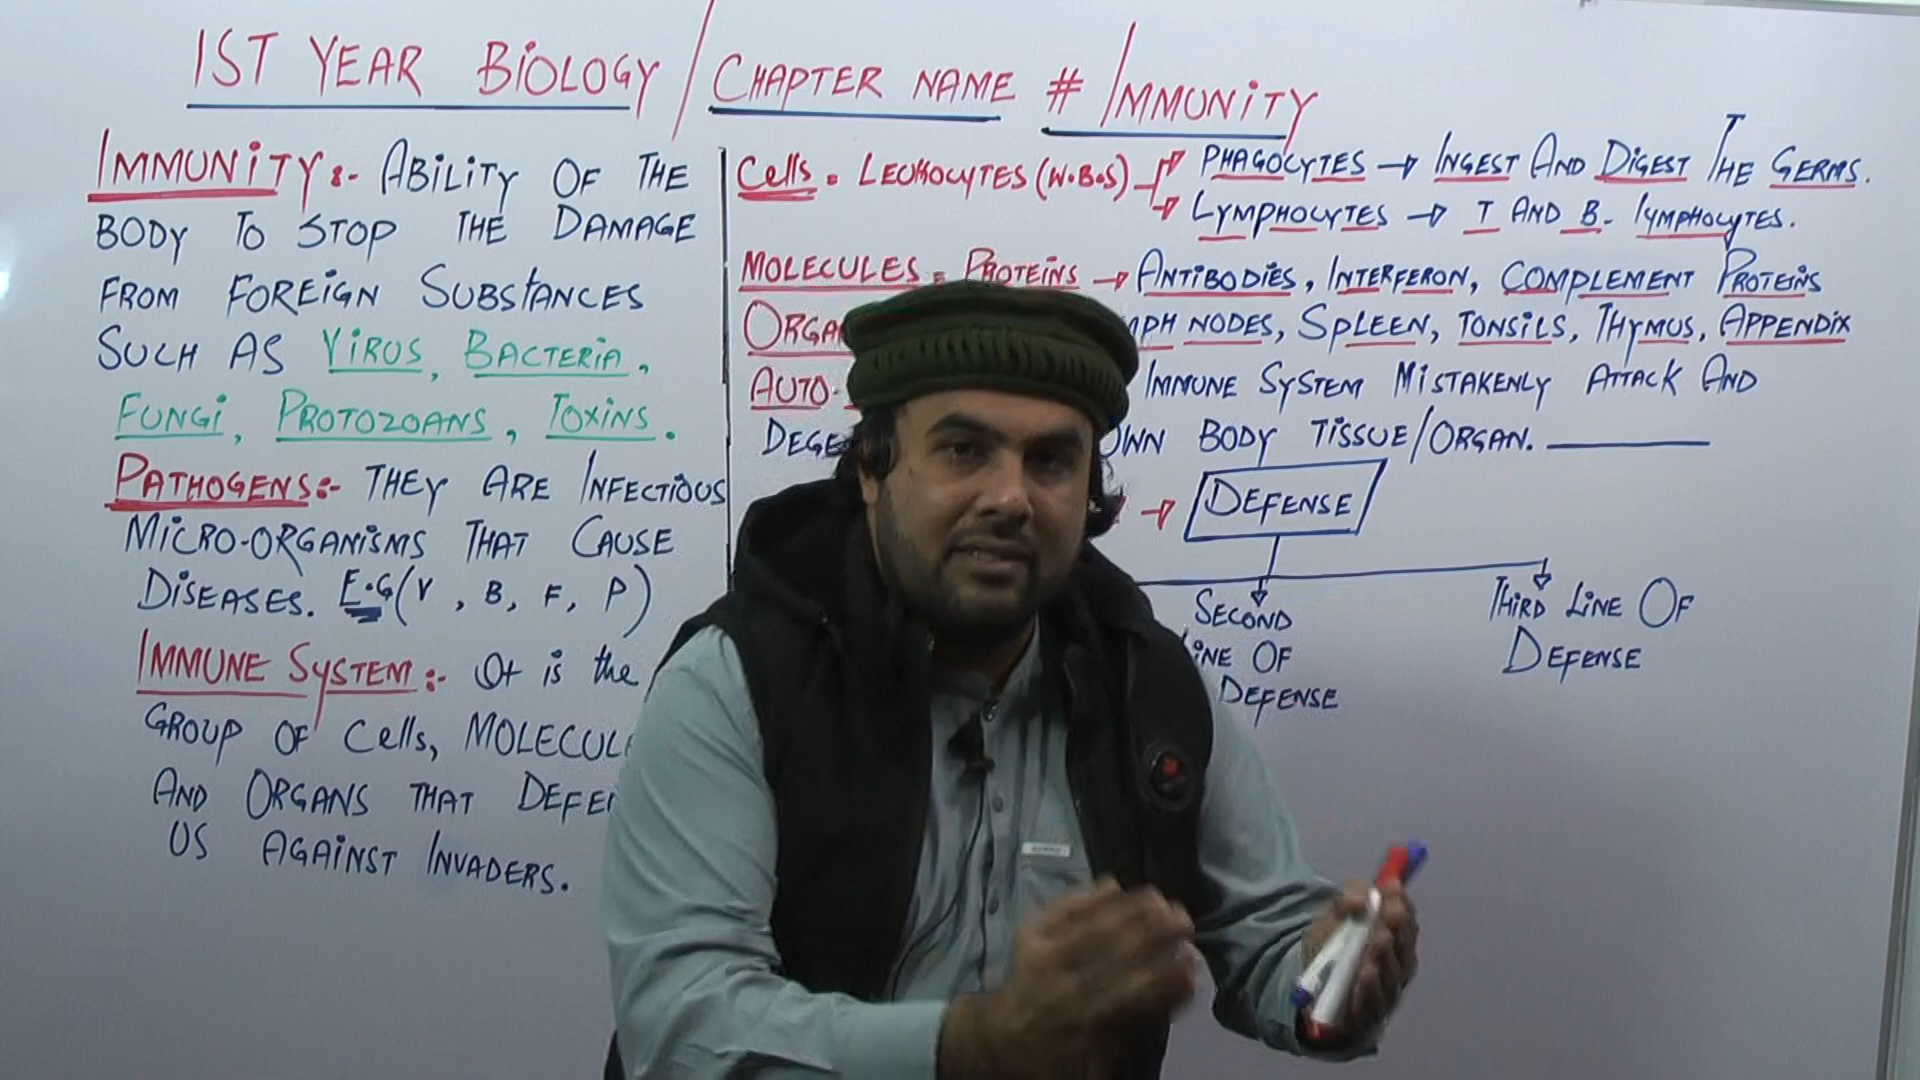 1ST YEAR BIOLOGY / CHAPTER NAME # IMMUNITY
IMMUNITY:- ABILITY OF THE
BODY TO STOP THE DAMAGE
FROM FOREIGN SUBSTANCES
SUCH AS VIRUS, BACTERIA,
FUNGI, PROTOZOANS, TOXINS.
PATHOGENS:- THEY ARE INFECTIOUS
MICRO-ORGANISMS THAT CAUSE
DISEASES. E.G (V, B, F, P)
IMMUNE SYSTEM:- It is the
GROUP OF Cells, MOLECUL
AND ORGANS THAT DEFE
US AGAINST INVADERS.
Cells = LEUKOCYTES (W.B.S) → PHAGOCYTES → INGEST AND DIGEST THE GERMS.
→ LYMPHOCYTES → T AND B- LYMPHOCYTES.
MOLECULES = PROTEINS → ANTIBODIES, INTERFERON, COMPLEMENT PROTEINS
ORGA MPH NODES, SPLEEN, TONSILS, THYMUS, APPENDIX
AUTO- IMMUNE SYSTEM MISTAKENLY ATTACK AND
DEGE OWN BODY TISSUE/ORGAN.
→ DEFENSE
SECOND
LINE OF
DEFENSE
THIRD LINE OF
DEFENSE